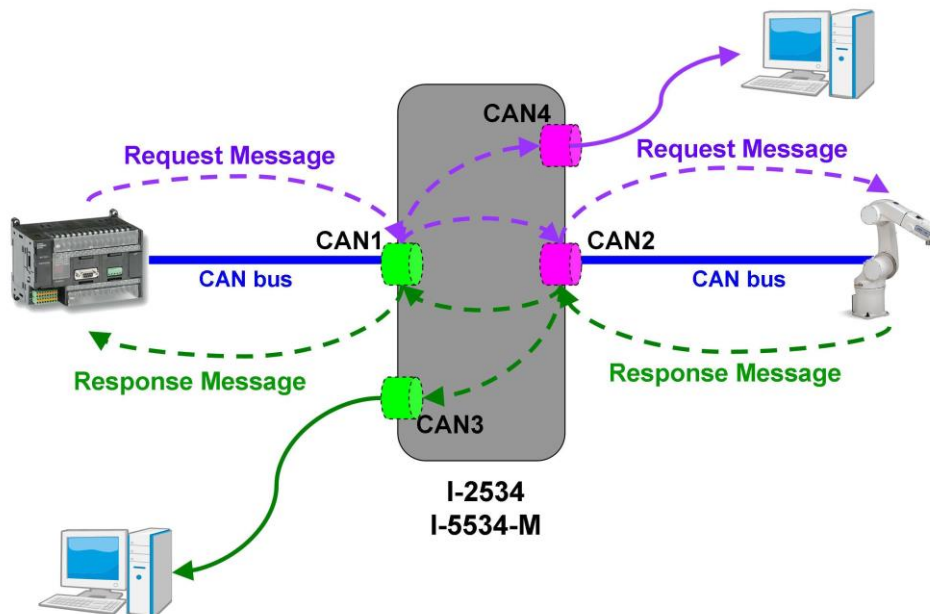 CAN4
Request Message
Request Message
CAN1
CAN2
CAN bus
CAN bus
Response Message
Response Message
CAN3
I-2534
I-5534-M